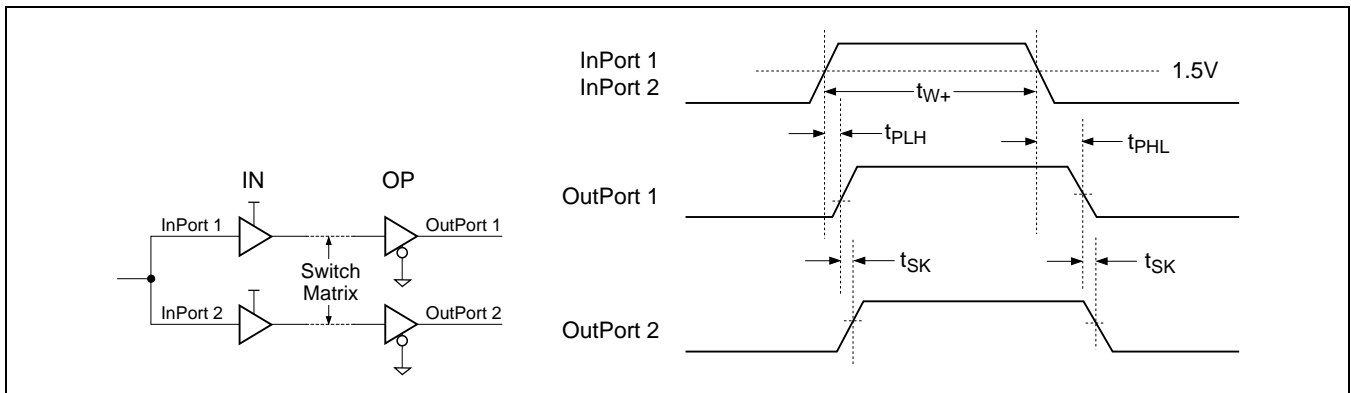 IN
OP
InPort 1
OutPort 1
Switch
Matrix
InPort 2
OutPort 2
InPort 1
InPort 2
1.5V
tW+
tPLH
tPHL
OutPort 1
tSK
tSK
OutPort 2